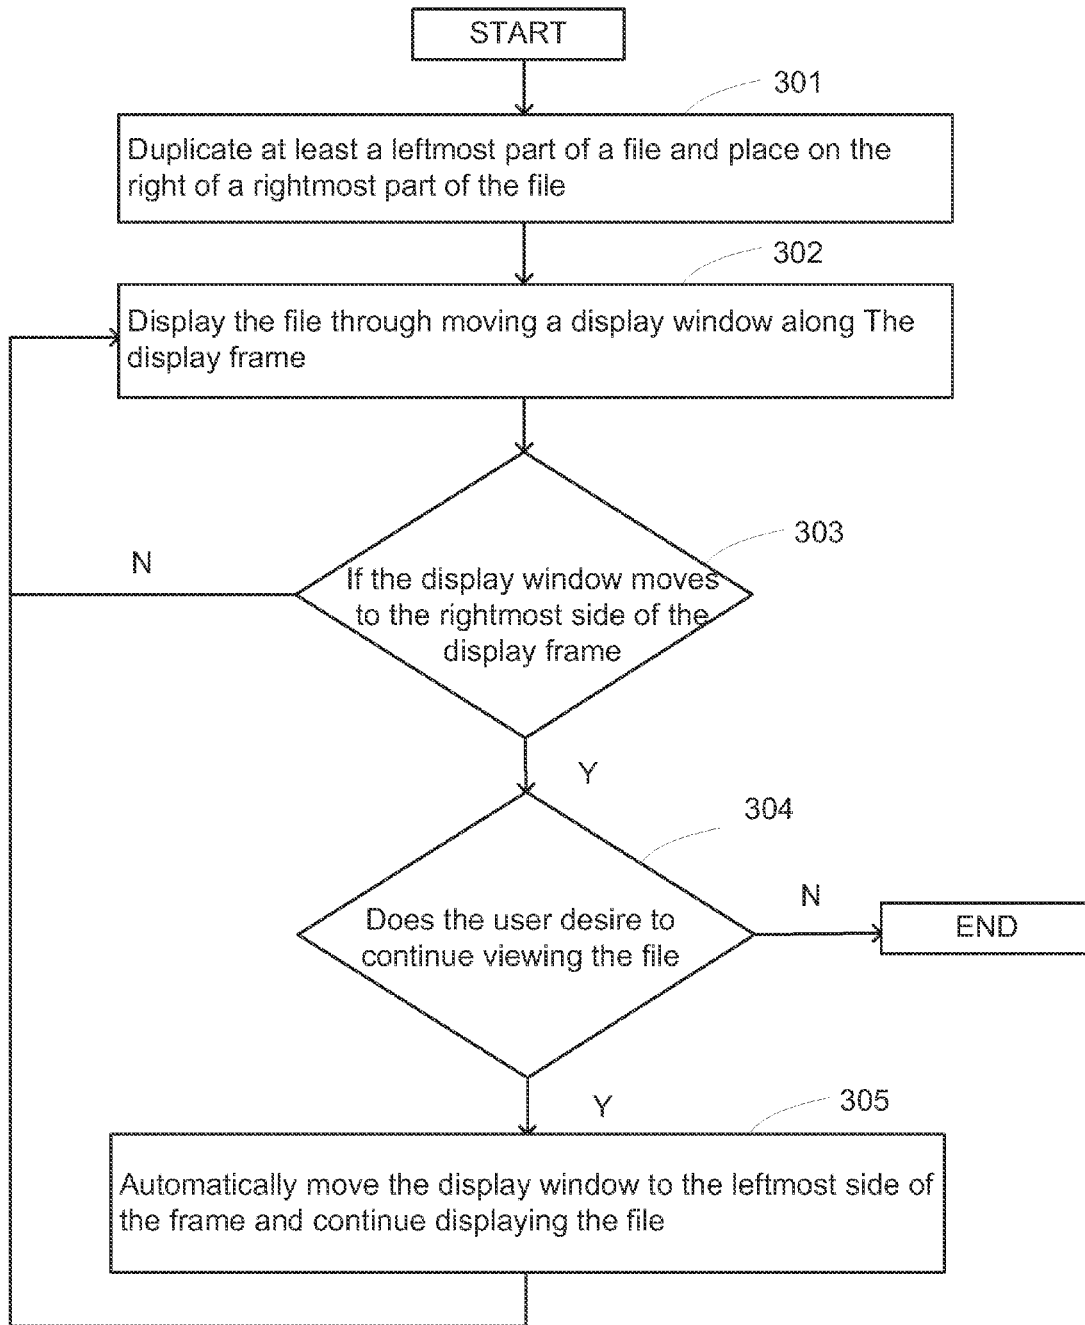 START
301
Duplicate at least a leftmost part of a file and place on the
right of a rightmost part of the file
302
Display the file through moving a display window along The
display frame
303
N
If the display window moves
to the rightmost side of the
display frame
Y
304
N
Does the user desire to
continue viewing the file
END
Y
305
Automatically move the display window to the leftmost side of
the frame and continue displaying the file